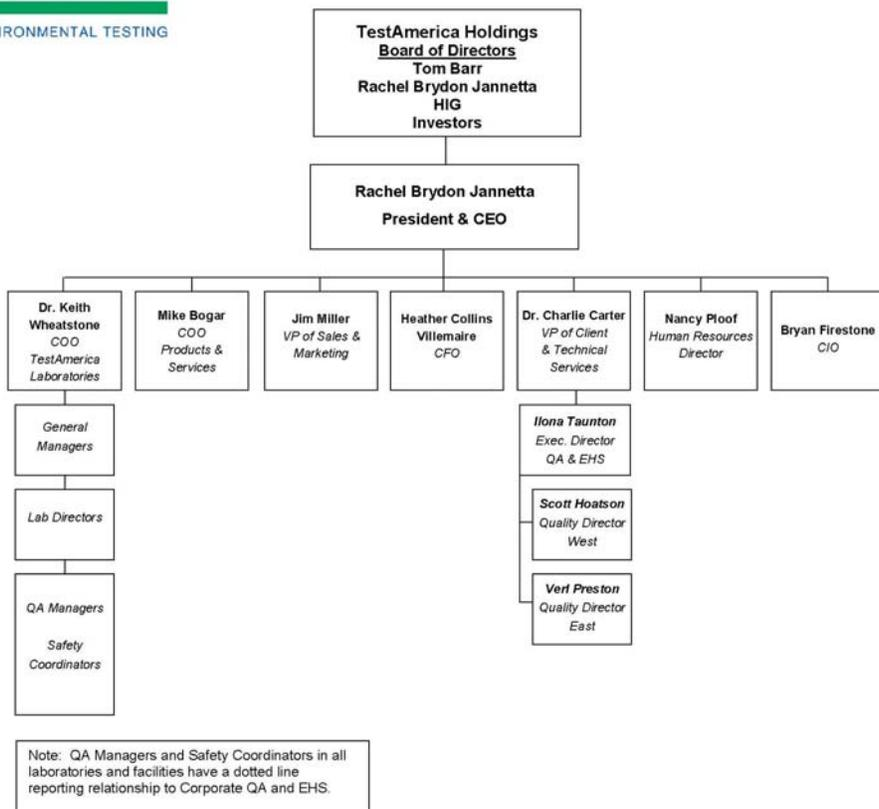 IRONMENTAL TESTING
TestAmerica Holdings
Board of Directors
Tom Barr
Rachel Brydon Jannetta
HIG
Investors
Rachel Brydon Jannetta
President & CEO
Dr. Keith
Wheatstone
COO
TestAmerica
Laboratories
Mike Bogar
COO
Products &
Services
Jim Miller
VP of Sales &
Marketing
Heather Collins
Villemaire
CFO
Dr. Charlie Carter
VP of Client
& Technical
Services
Nancy Ploof
Human Resources
Director
Bryan Firestone
CIO
General
Managers
Lab Directors
QA Managers
Safety
Coordinators
Ilona Taunton
Exec. Director
QA & EHS
Scott Hoatson
Quality Director
West
Verl Preston
Quality Director
East
Note: QA Managers and Safety Coordinators in all
laboratories and facilities have a dotted line
reporting relationship to Corporate QA and EHS.